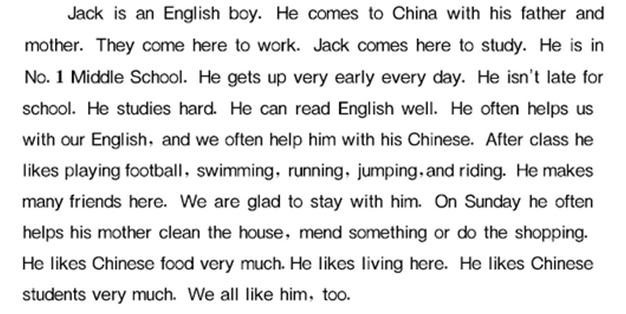 Jack is an English boy. He comes to China with his father and
mother. They come here to work. Jack comes here to study. He is in
No. 1 Middle School. He gets up very early every day. He isn't late for
school. He studies hard. He can read English well. He often helps us
with our English, and we often help him with his Chinese. After class he
likes playing football, swimming, running, jumping, and riding. He makes
many friends here. We are glad to stay with him. On Sunday he often
helps his mother clean the house, mend something or do the shopping.
He likes Chinese food very much. He likes living here. He likes Chinese
students very much. We all like him, too.